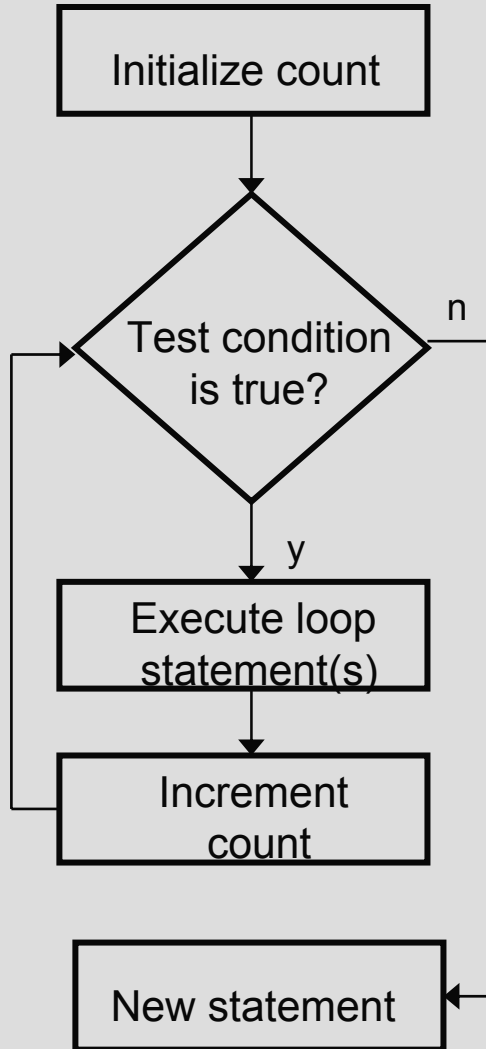 Initialize count
Test condition
is true?
n
y
Execute loop
statement(s)
Increment
count
New statement